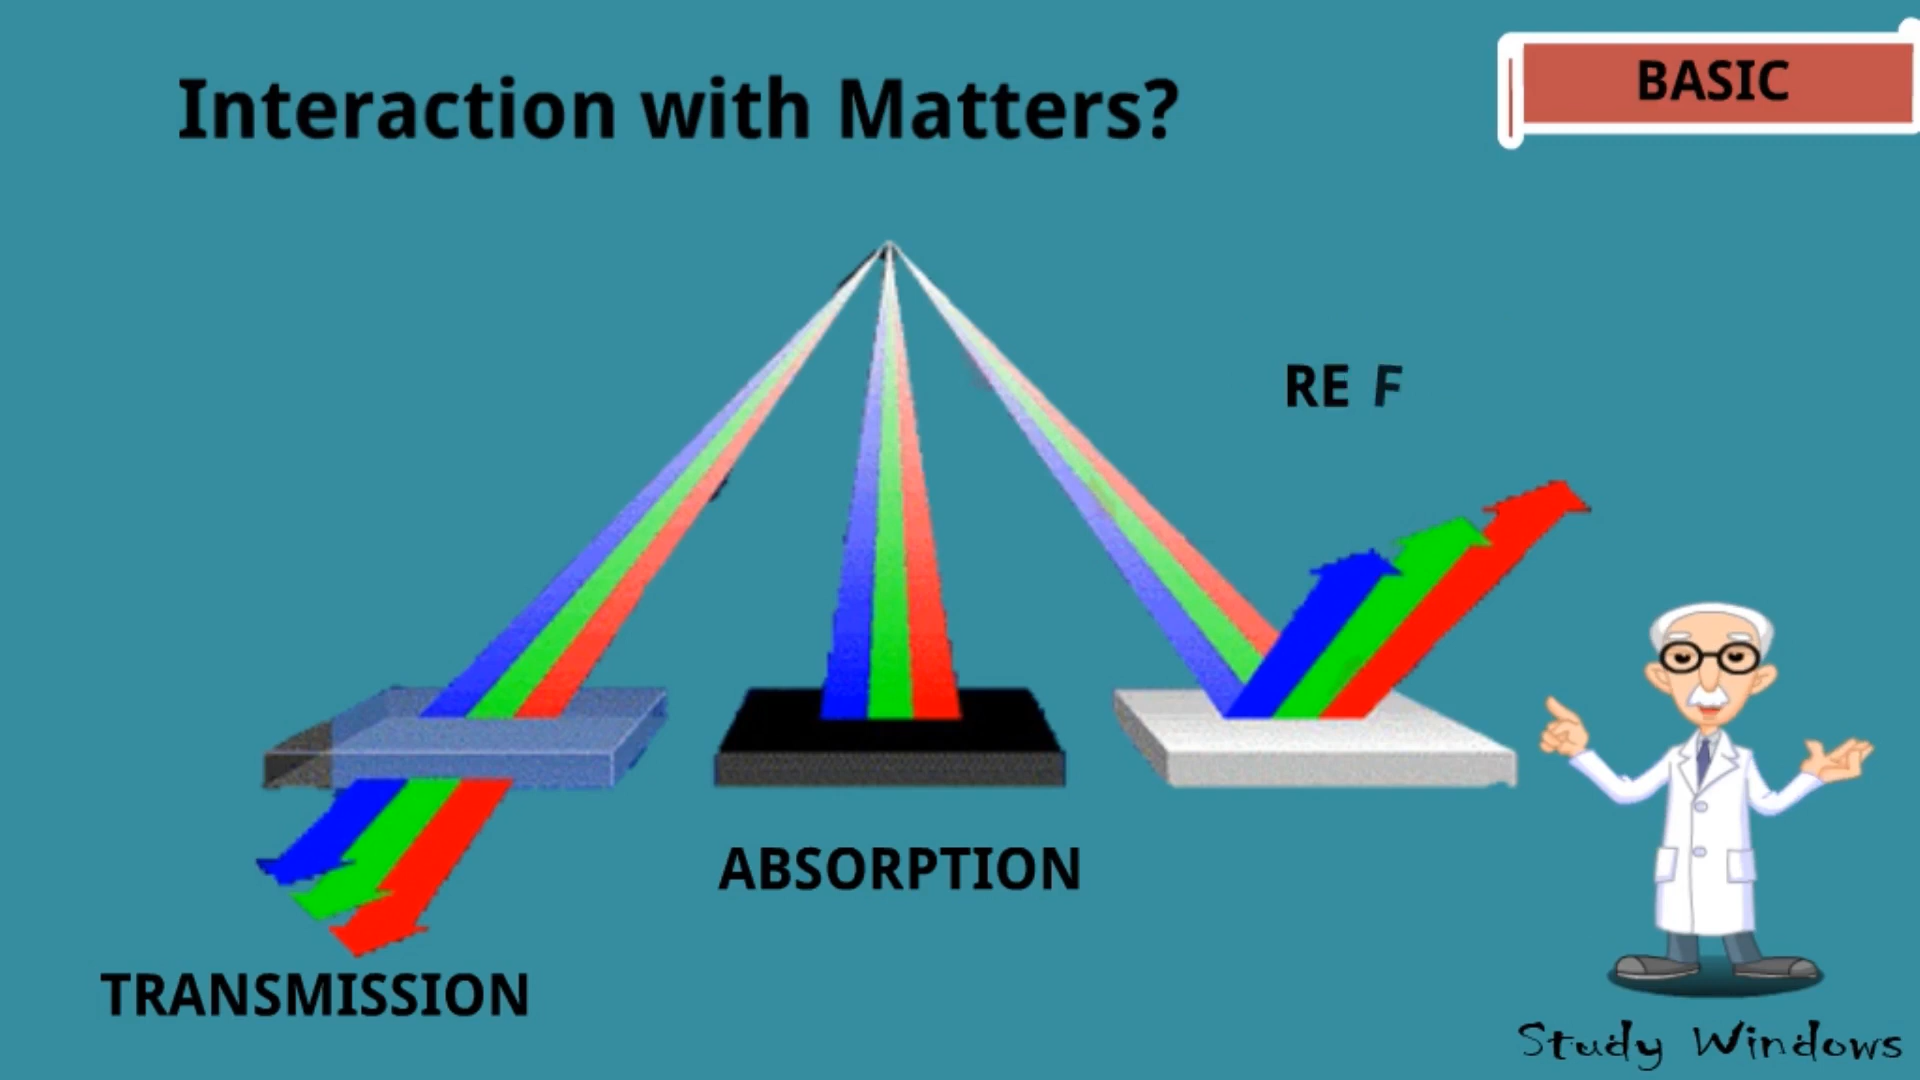 Interaction with Matters?
BASIC
RE F
ABSORPTION
TRANSMISSION
Study Windows